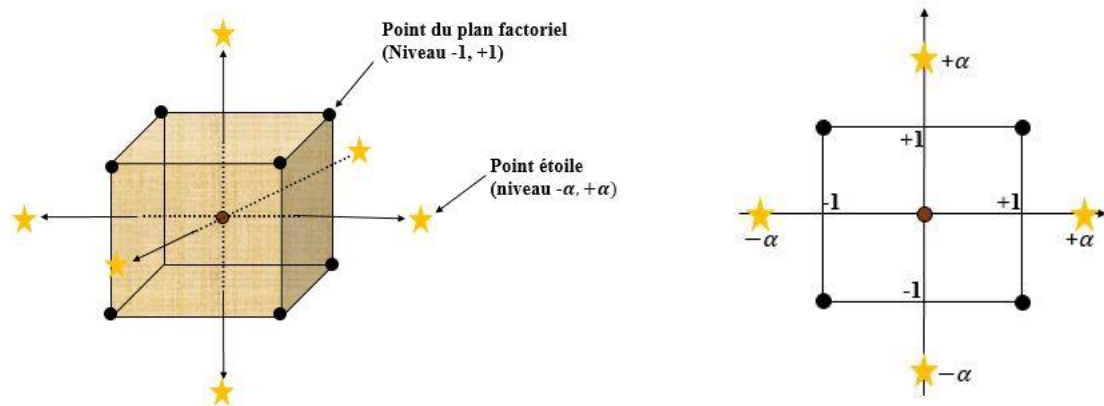 Point du plan factoriel
(Niveau -1, +1)
Point étoile
(niveau -α, +α)
+α
+1
-1
+1
−α
+α
-1
−α